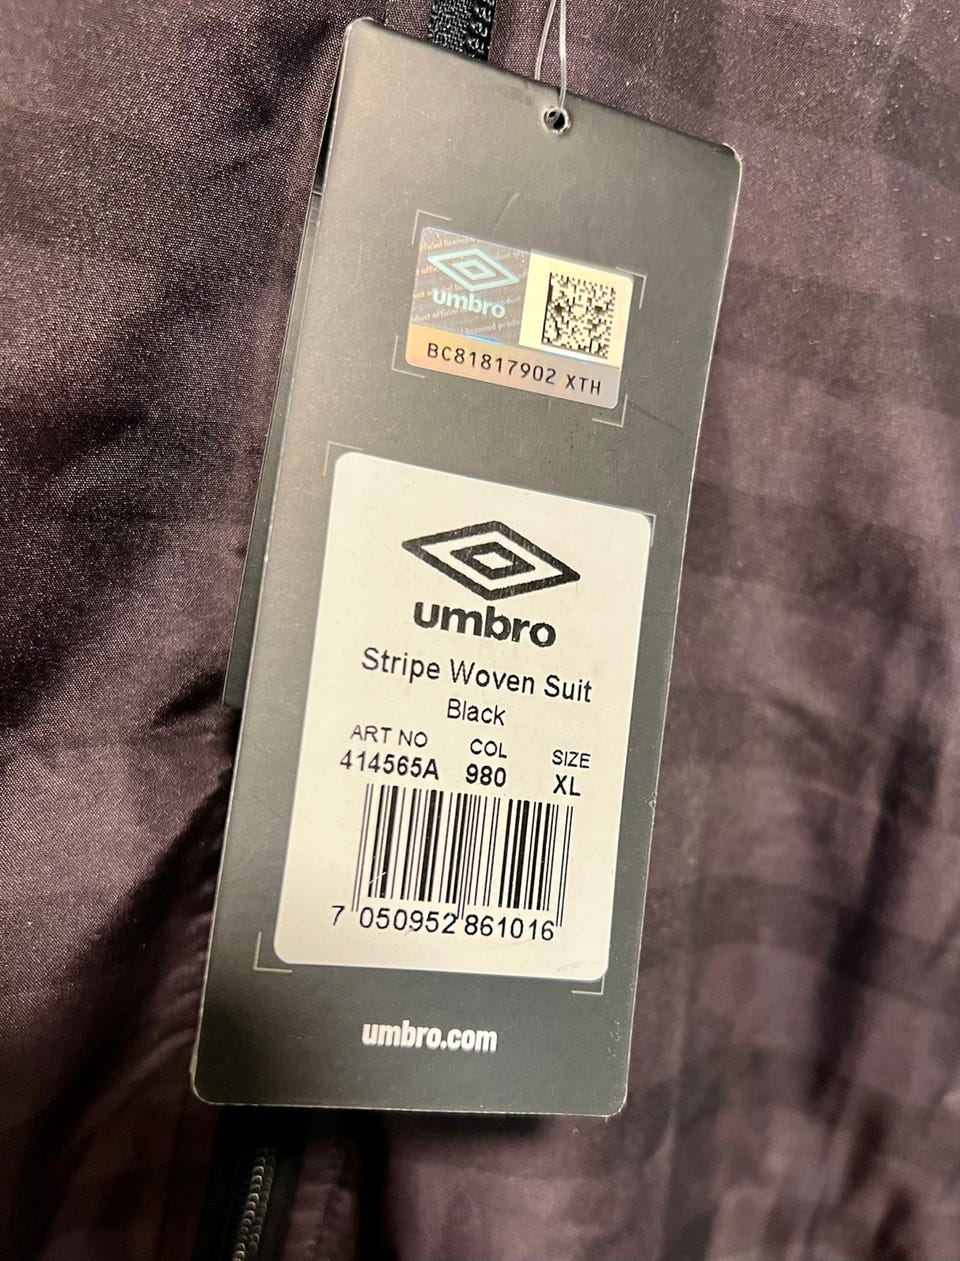 umbro
BC81817902 XTH
umbro
Stripe Woven Suit
Black
ART NO COL SIZE
414565A 980 XL
7 050952 861016
umbro.com